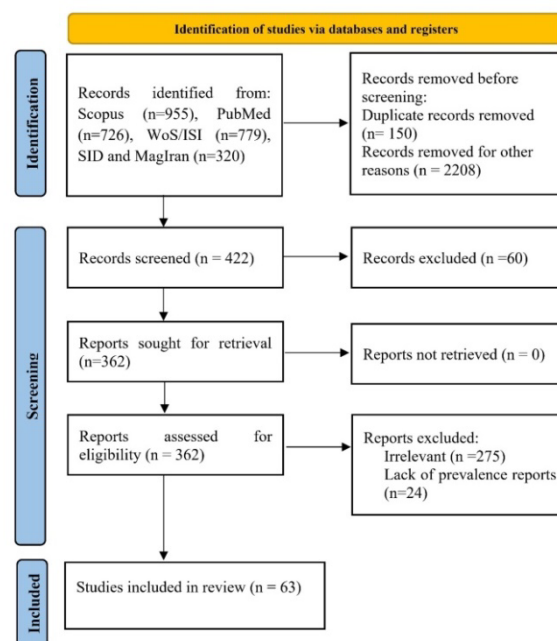 Identification of studies via databases and registers
Identification
Records identified from:
Scopus (n=955), PubMed
(n=726), WoS/ISI (n=779),
SID and MagIran (n=320)
Records removed before
screening:
Duplicate records removed
(n= 150)
Records removed for other
reasons (n = 2208)
Screening
Records screened (n = 422)
Records excluded (n =60)
Reports sought for retrieval
(n=362)
Reports not retrieved (n = 0)
Reports assessed for
eligibility (n = 362)
Reports excluded:
Irrelevant (n =275)
Lack of prevalence reports
(n=24)
Included
Studies included in review (n = 63)